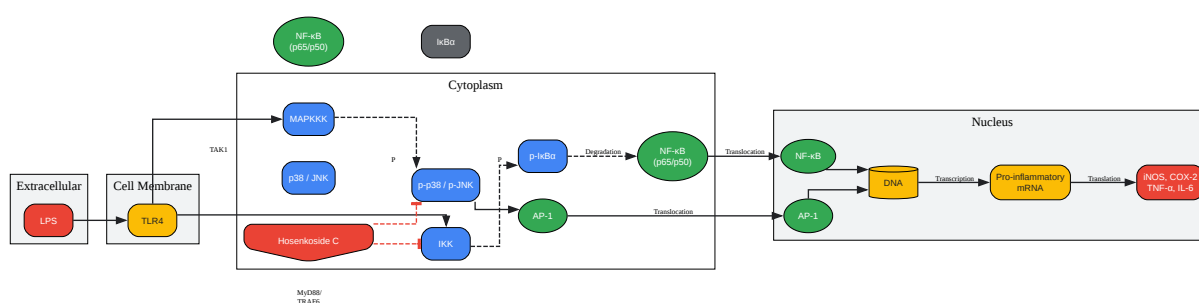 NF-κB
(p65/p50)
IκBα
Cytoplasm
MAPKKK
TAK1
P
p38 / JNK
p-p38 / p-JNK
P
p-IκBα
Degradation
NF-κB
(p65/p50)
Translocation
Nucleus
NF-κB
DNA
Transcription
Pro-inflammatory
mRNA
Translation
iNOS, COX-2
TNF-α, IL-6
Extracellular
LPS
Cell Membrane
TLR4
AP-1
Translocation
AP-1
Hosenkoside C
IKK
MyD88/
TRAF6